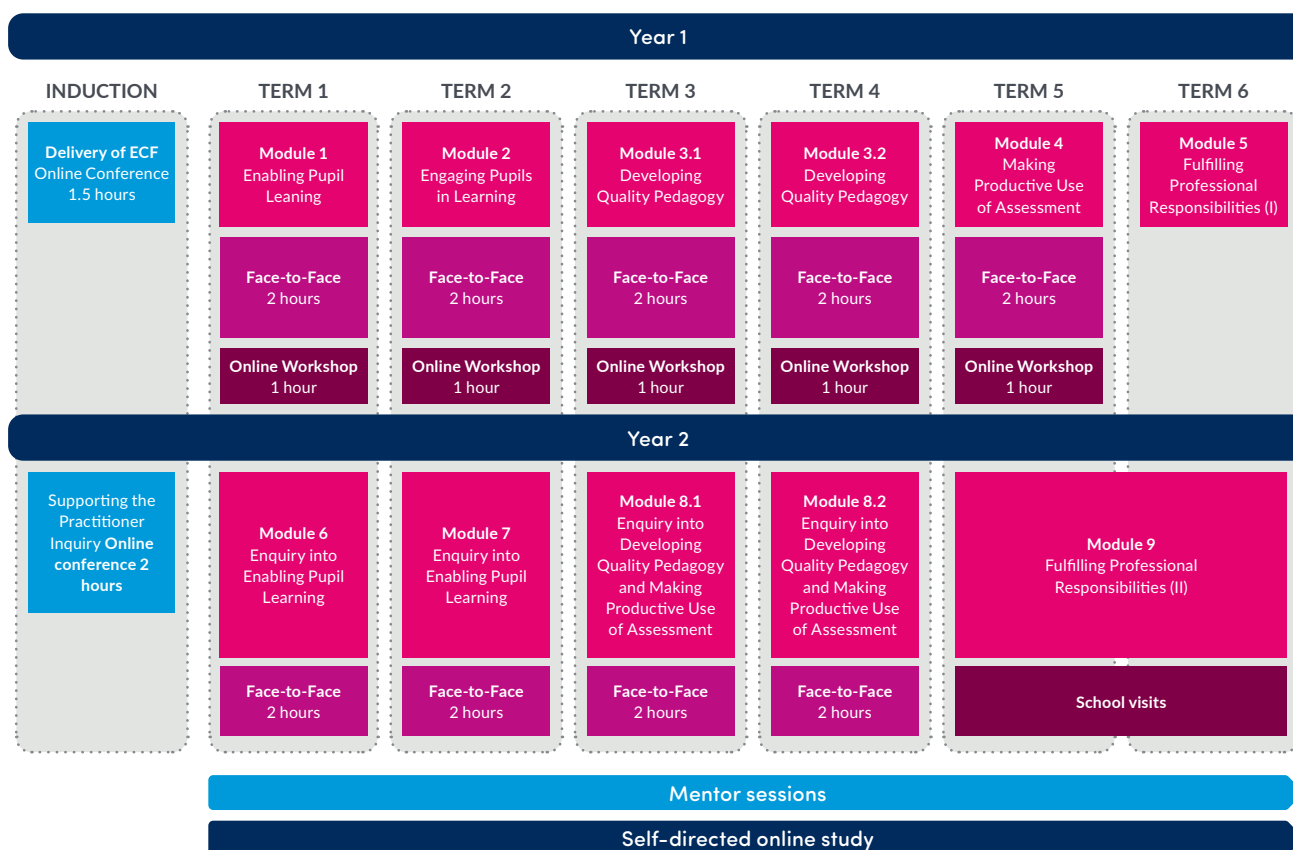 Year 1
INDUCTION
TERM 1
TERM 2
TERM 3
TERM 4
TERM 5
TERM 6
Delivery of ECF
Online Conference
1.5 hours
Module 1
Enabling Pupil
Leaning
Module 2
Engaging Pupils
in Learning
Module 3.1
Developing
Quality Pedagogy
Module 3.2
Developing
Quality Pedagogy
Module 4
Making
Productive Use
of Assessment
Module 5
Fulfilling
Professional
Responsibilities (I)
Face-to-Face
2 hours
Face-to-Face
2 hours
Face-to-Face
2 hours
Face-to-Face
2 hours
Face-to-Face
2 hours
Online Workshop
1 hour
Online Workshop
1 hour
Online Workshop
1 hour
Online Workshop
1 hour
Online Workshop
1 hour
Year 2
Supporting the
Practitioner
Inquiry Online
conference 2
hours
Module 6
Enquiry into
Enabling Pupil
Learning
Module 7
Enquiry into
Enabling Pupil
Learning
Module 8.1
Enquiry into
Developing
Quality Pedagogy
and Making
Productive Use
of Assessment
Module 8.2
Enquiry into
Developing
Quality Pedagogy
and Making
Productive Use
of Assessment
Module 9
Fulfilling Professional
Responsibilities (II)
Face-to-Face
2 hours
Face-to-Face
2 hours
Face-to-Face
2 hours
Face-to-Face
2 hours
School visits
Mentor sessions
Self-directed online study